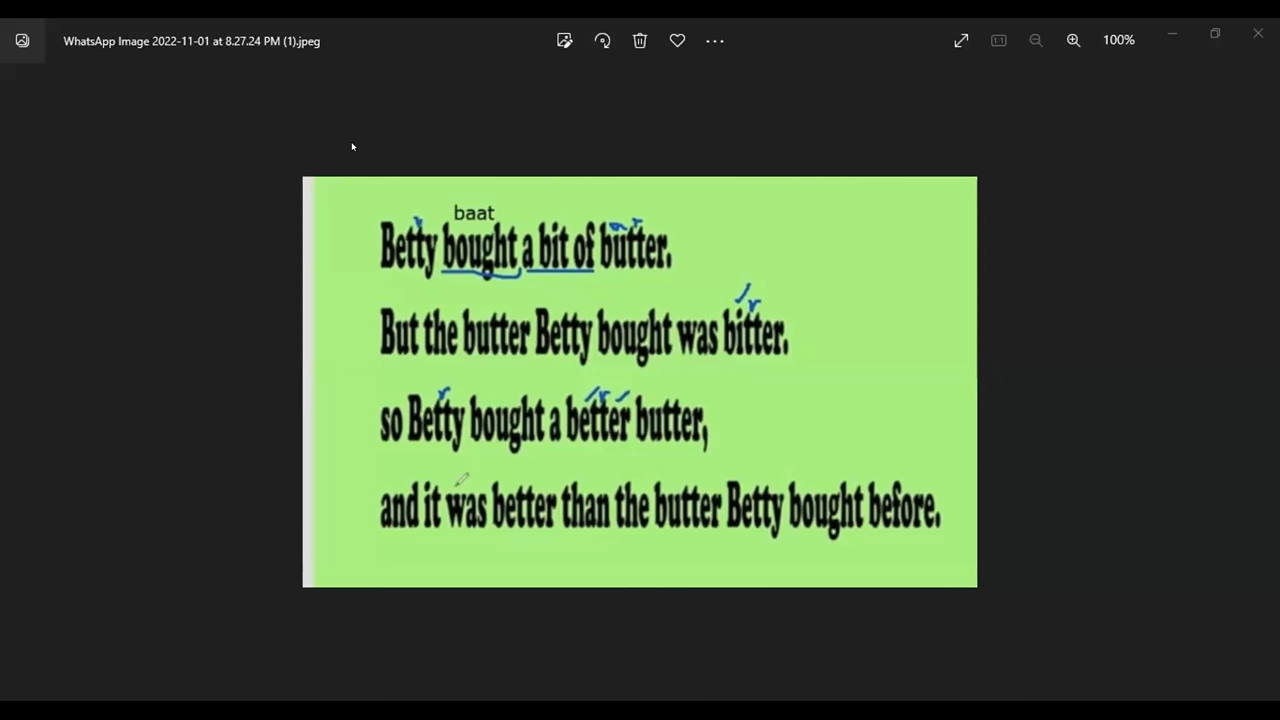 WhatsApp Image 2022-11-01 at 8.27.24 PM (1).jpeg
100%
baat
r r
Betty bought a bit of butter.
r
But the butter Betty bought was bitter.
r r
so Betty bought a better butter,
and it was better than the butter Betty bought before.